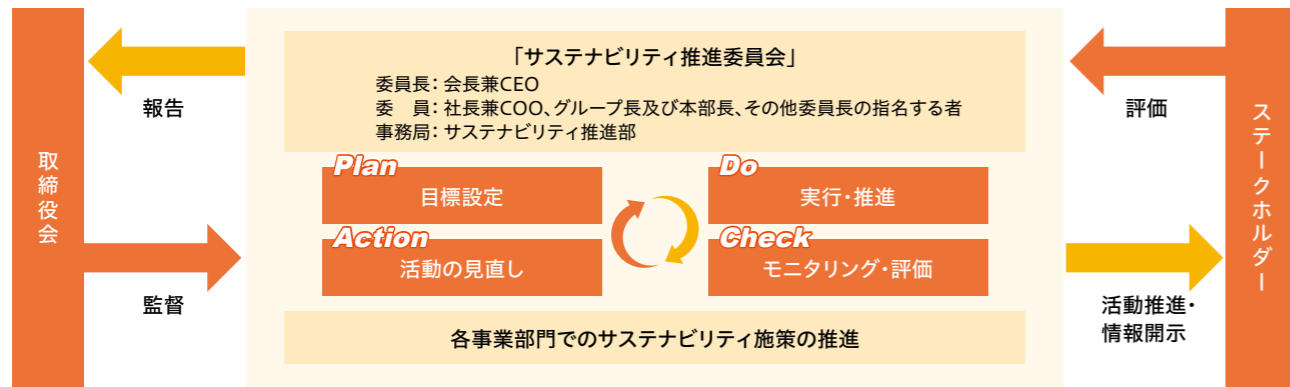 取締役会
報告
監督
「サステナビリティ推進委員会」
委員長：会長兼CEO
委　員：社長兼COO、グループ長及び本部長、その他委員長の指名する者
事務局：サステナビリティ推進部
Plan
目標設定
Do
実行・推進
Action
活動の見直し
Check
モニタリング・評価
各事業部門でのサステナビリティ施策の推進
評価
活動推進・
情報開示
ステークホルダー